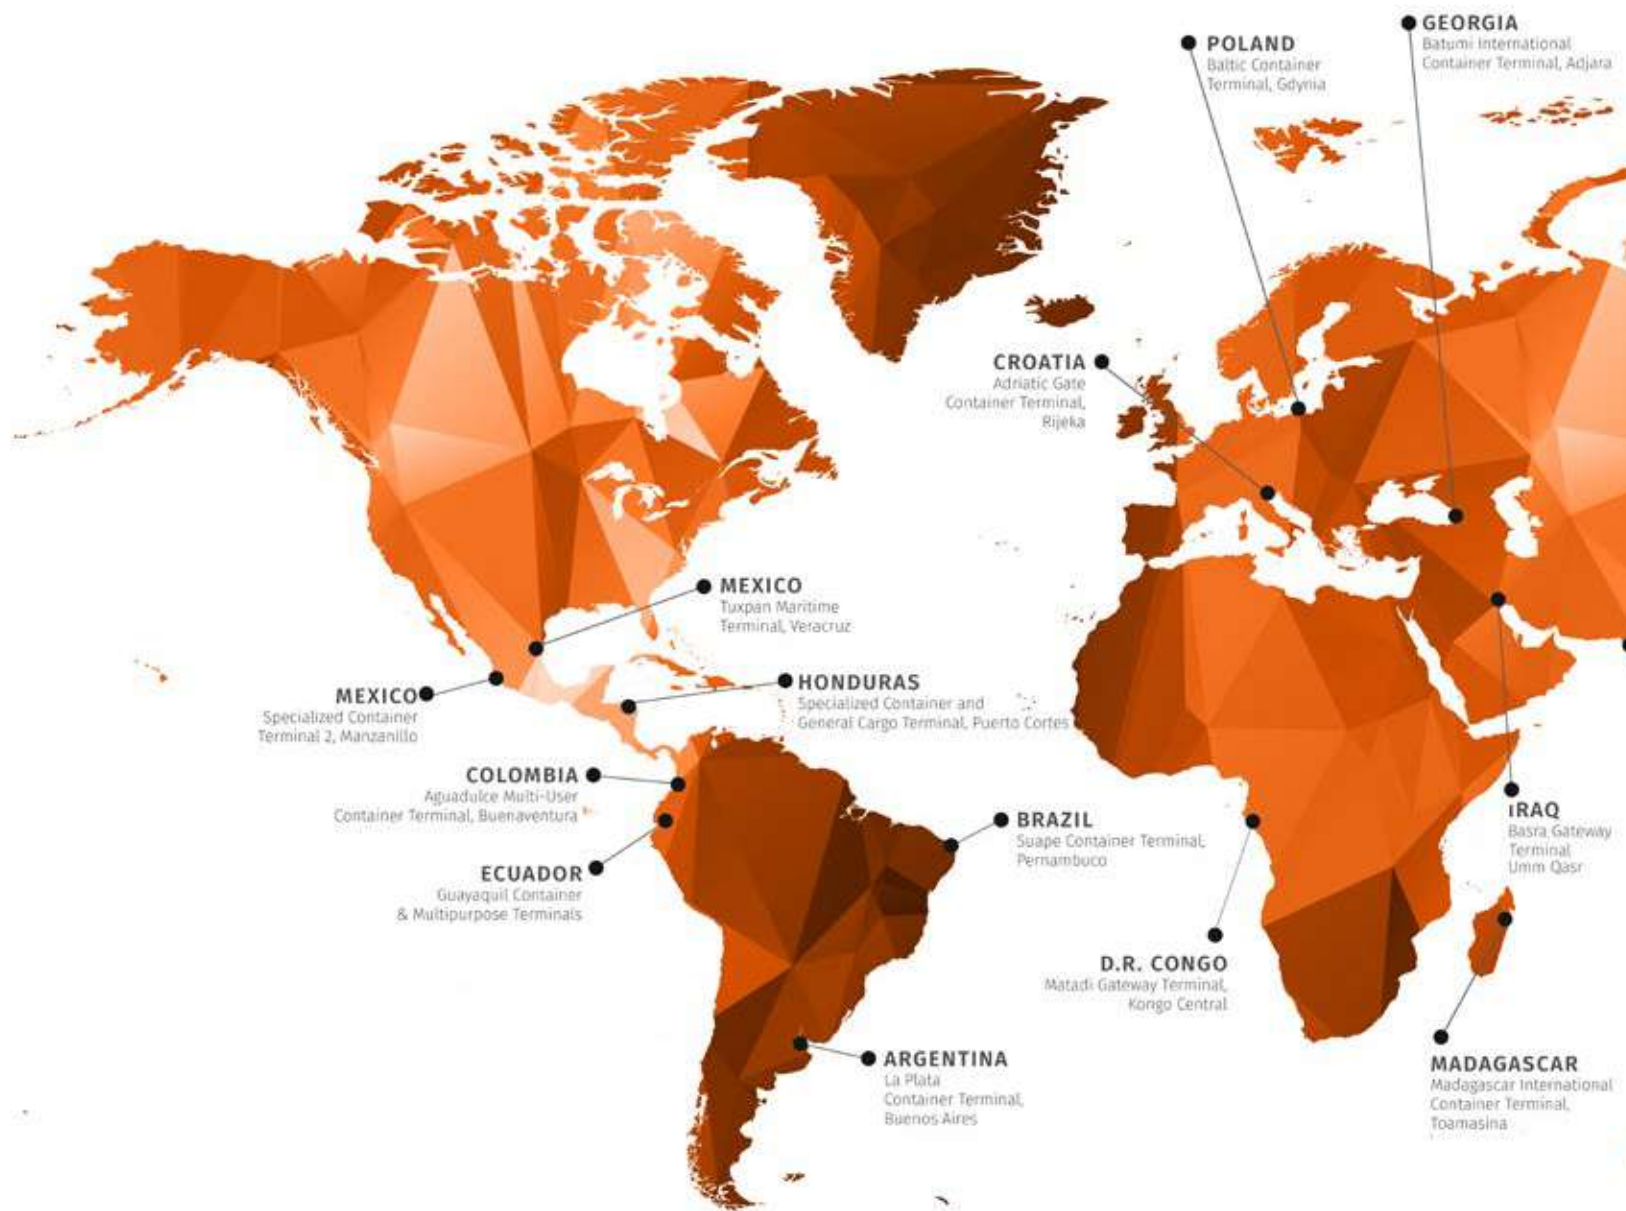 POLAND
Baltic Container
Terminal, Gdynia
GEORGIA
Batumi International
Container Terminal, Adjara
CROATIA
Adriatic Gate
Container Terminal,
Rijeka
MEXICO
Tuxpan Maritime
Terminal, Veracruz
MEXICO
Specialized Container
Terminal 2, Manzanillo
HONDURAS
Specialized Container and
General Cargo Terminal, Puerto Cortes
COLOMBIA
Aguadulce Multi-User
Container Terminal, Buenaventura
ECUADOR
Guayaquil Container
& Multipurpose Terminals
BRAZIL
Suape Container Terminal,
Pernambuco
IRAQ
Basra Gateway
Terminal
Umm Qasr
D.R. CONGO
Matadi Gateway Terminal,
Kongo Central
ARGENTINA
La Plata
Container Terminal,
Buenos Aires
MADAGASCAR
Madagascar International
Container Terminal,
Toamasina